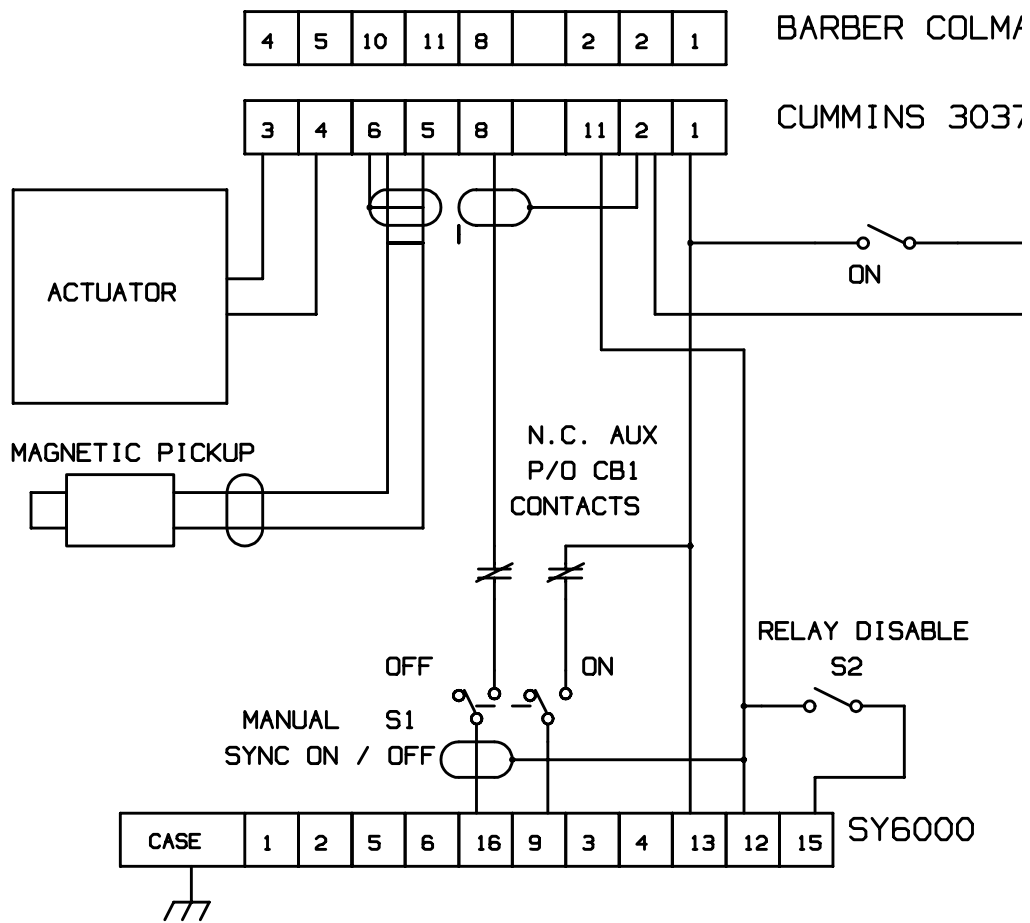 4 5 10 11 8 2 2 1 BARBER COLMA
3 4 6 5 8 11 2 1 CUMMINS 3037
ACTUATOR
ON
MAGNETIC PICKUP
N.C. AUX
P/O CB1
CONTACTS
RELAY DISABLE
S2
OFF ON
MANUAL S1
SYNC ON / OFF
CASE 1 2 5 6 16 9 3 4 13 12 15 SY6000